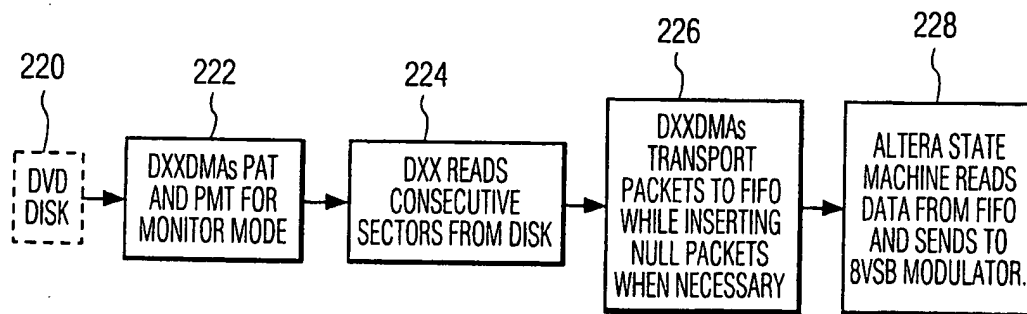 220
222
224
226
228
DVD
DISK
DXXDMAs PAT
AND PMT FOR
MONITOR MODE
DXX READS
CONSECUTIVE
SECTORS FROM DISK
DXXDMAs
TRANSPORT
PACKETS TO FIFO
WHILE INSERTING
NULL PACKETS
WHEN NECESSARY
ALTERA STATE
MACHINE READS
DATA FROM FIFO
AND SENDS TO
8VSB MODULATOR.